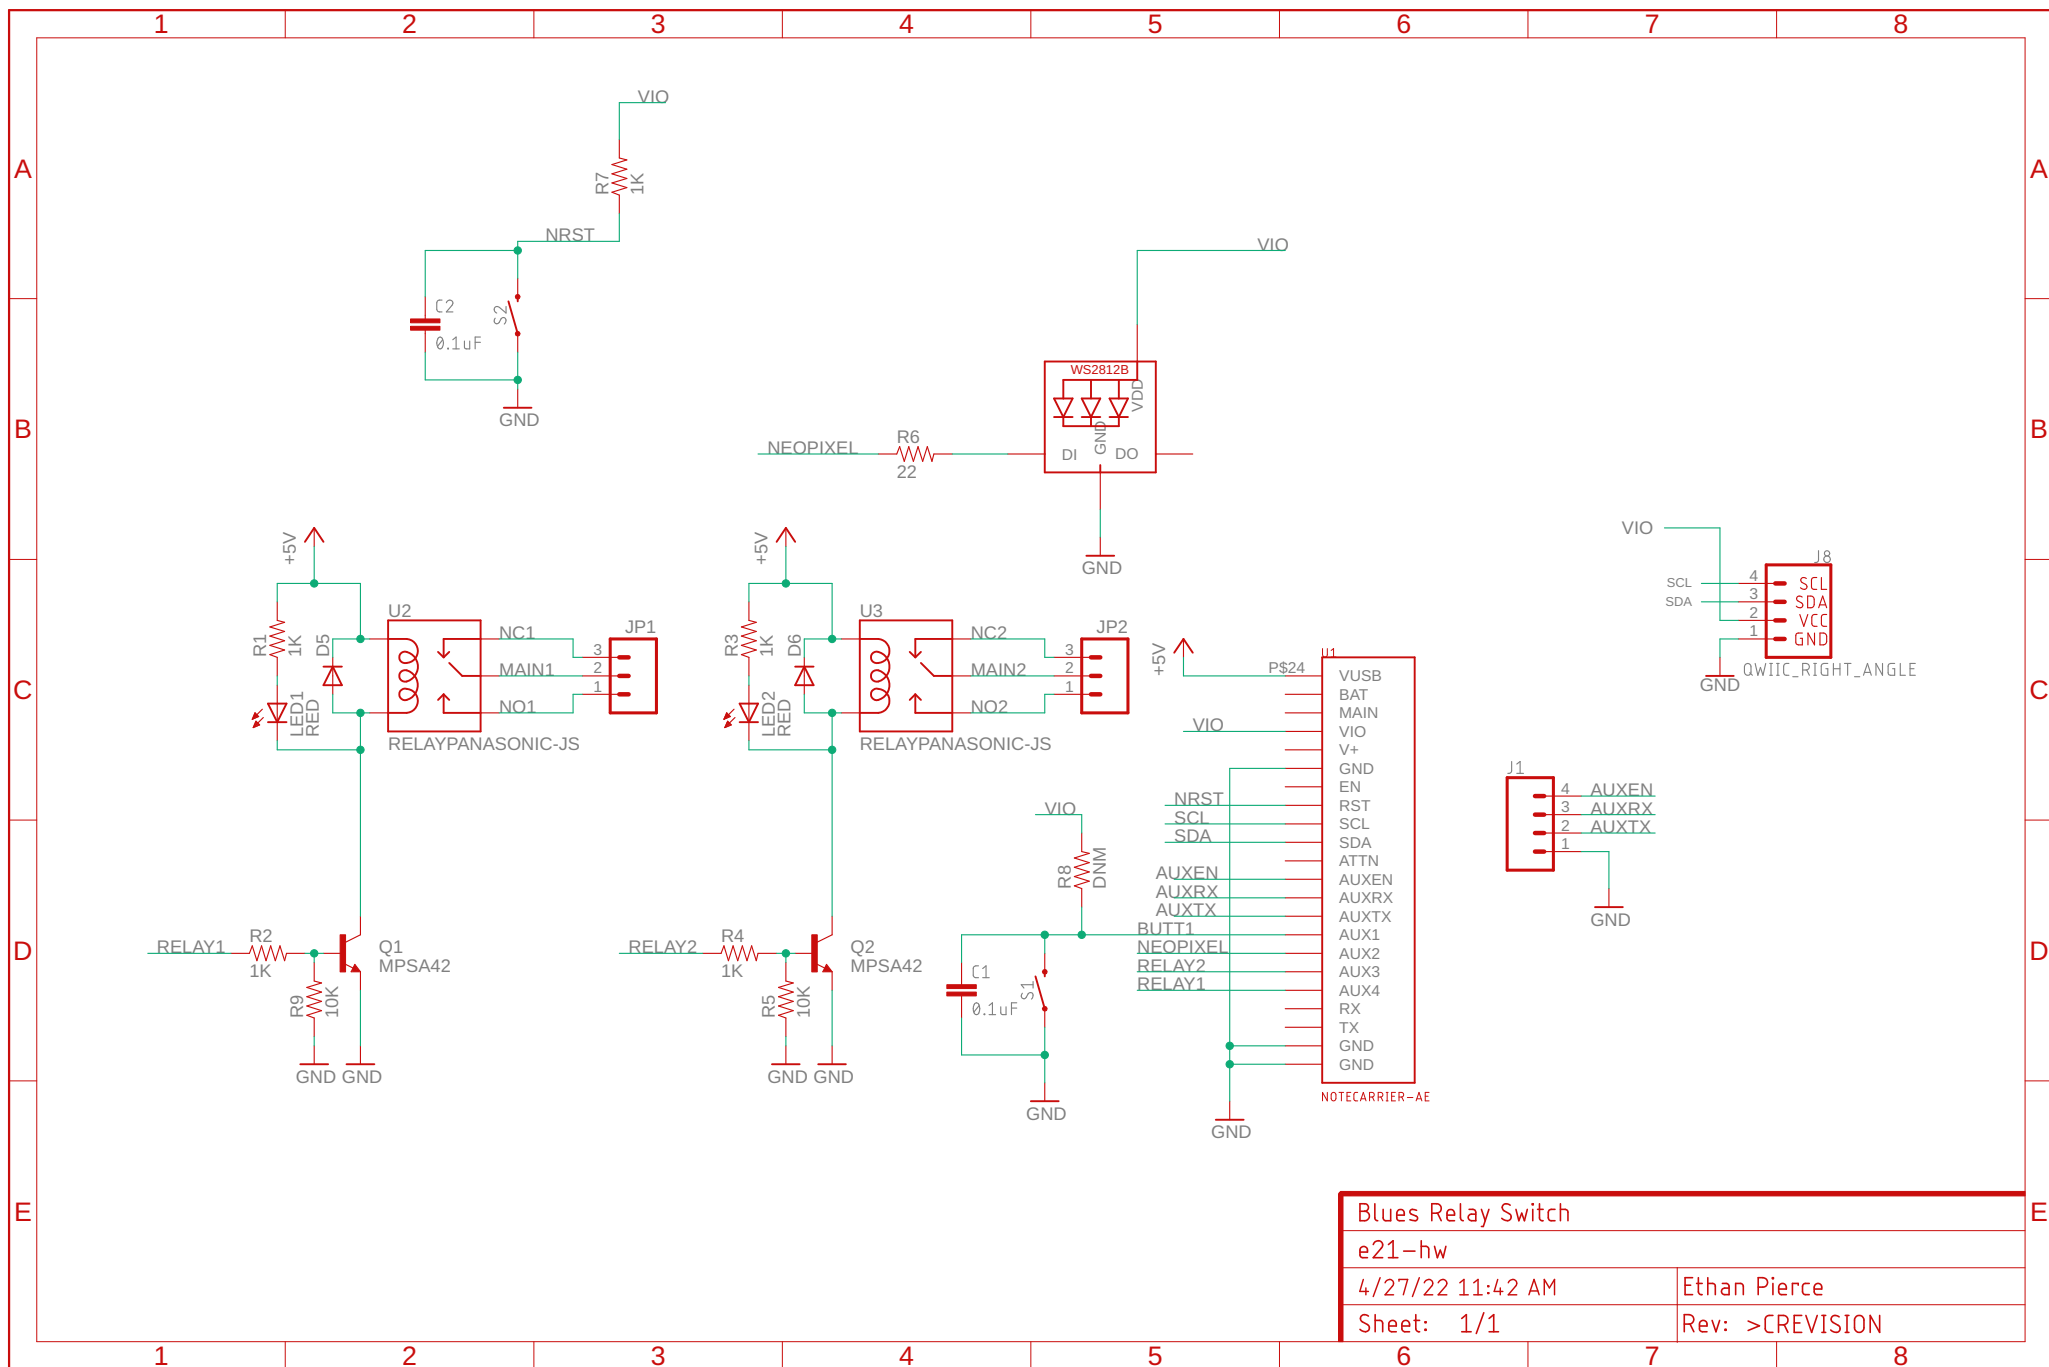 1 2 3 4 5 6 7 8
A A
B B
C C
D D
E E
VIO
R7
1K
NRST
C2
0.1uF
S2
GND
VIO
WS2812B
VDD
GND
DI
DO
NEOPIXEL
R6
22
GND
+5V
R1
1K
D5
LED1
RED
U2
RELAYPANASONIC-JS
NC1
MAIN1
NO1
JP1
3
2
1
RELAY1
R2
1K
R9
10K
Q1
MPSA42
GND GND
+5V
R3
1K
D6
LED2
RED
U3
RELAYPANASONIC-JS
NC2
MAIN2
NO2
JP2
3
2
1
RELAY2
R4
1K
R5
10K
Q2
MPSA42
GND GND
VIO
R8
DNM
C1
0.1uF
S1
GND
+5V
U1
P$24
VUSB
BAT
MAIN
VIO VIO
V+
GND
EN
NRST RST
SCL SCL
SDA SDA
ATTN
AUXEN AUXEN
AUXRX AUXRX
AUXTX AUXTX
BUTT1 AUX1
NEOPIXEL AUX2
RELAY2 AUX3
RELAY1 AUX4
RX
TX
GND
GND
NOTECARRIER-AE
GND
J1
4 AUXEN
3 AUXRX
2 AUXTX
1
GND
VIO
J8
SCL 4 SCL
SDA 3 SDA
2 VCC
1 GND
QWIIC_RIGHT_ANGLE
GND
Blues Relay Switch
e21-hw
4/27/22 11:42 AM Ethan Pierce
Sheet: 1/1 Rev: >CREVISION
1 2 3 4 5 6 7 8